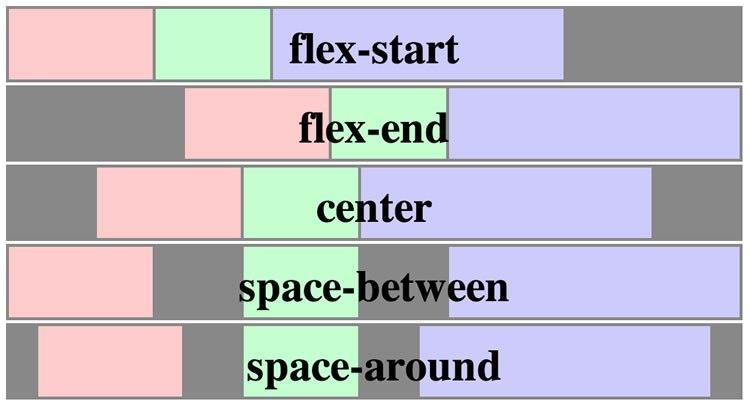 flex-start
flex-end
center
space-between
space-around